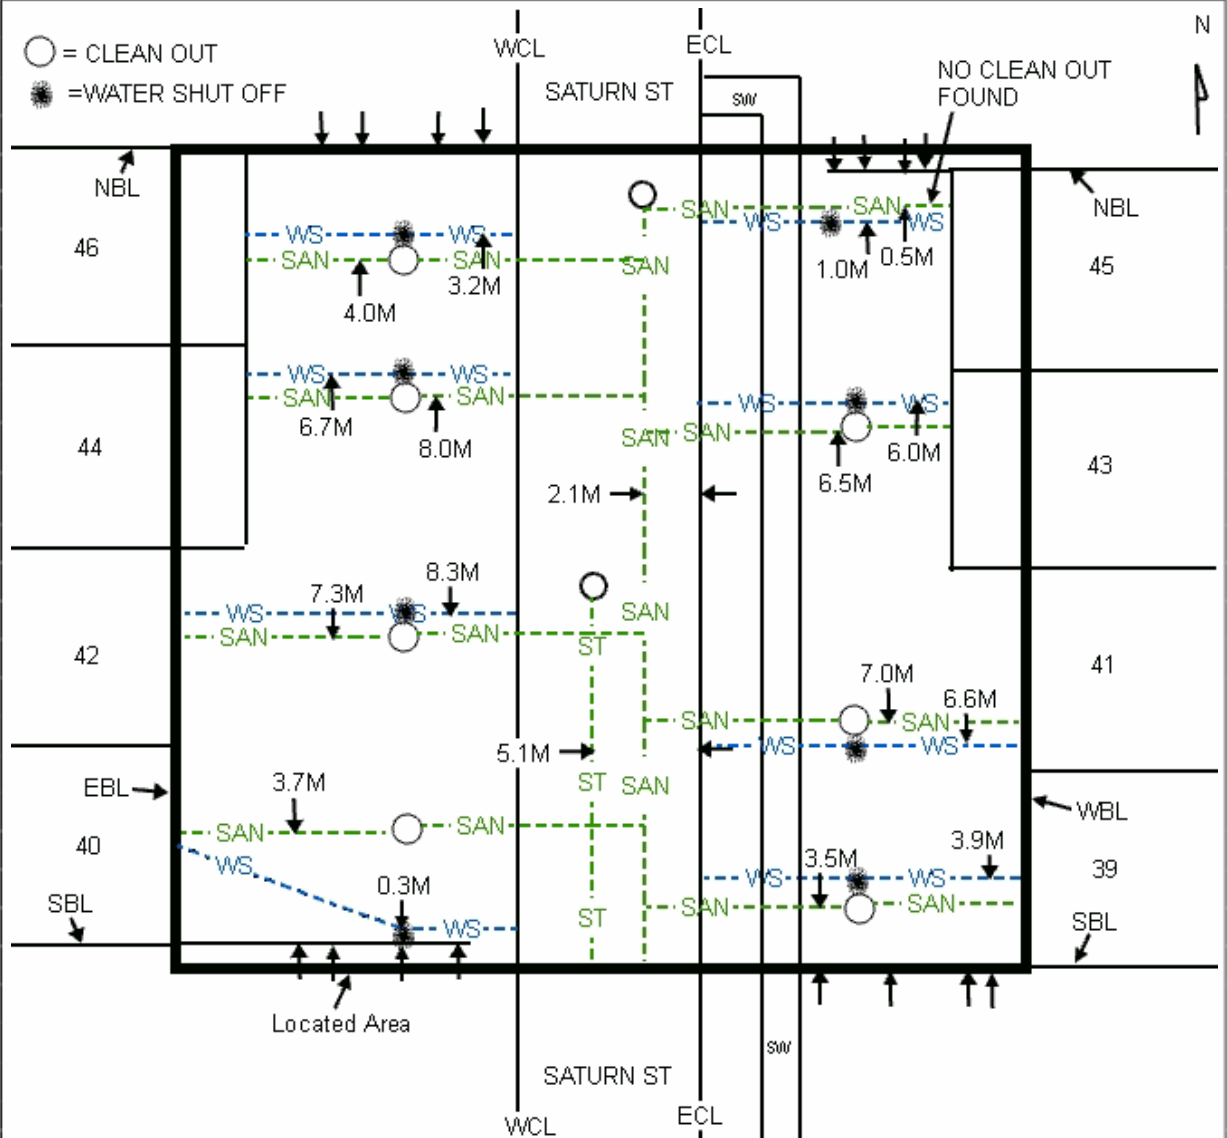 WCL
ECL
N
= CLEAN OUT
SATURN ST
NO CLEAN OUT
FOUND
=WATER SHUT OFF
SW
NBL
NBL
SAN
SAN
WS
WS
46
WS
WS
SAN
SAN
SAN
1.0M
0.5M
45
3.2M
4.0M
WS
WS
SAN
SAN
WS
WS
6.7M
8.0M
SAN
SAN
6.0M
44
43
6.5M
2.1M
8.3M
7.3M
WS
WS
SAN
SAN
SAN
ST
42
41
7.0M
6.6M
SAN
SAN
5.1M
WS
WS
EBL
3.7M
ST
SAN
WBL
SAN
SAN
40
3.5M
3.9M
WS
39
0.3M
WS
WS
SBL
SAN
SAN
ST
SBL
WS
Located Area
SW
SATURN ST
ECL
WCL